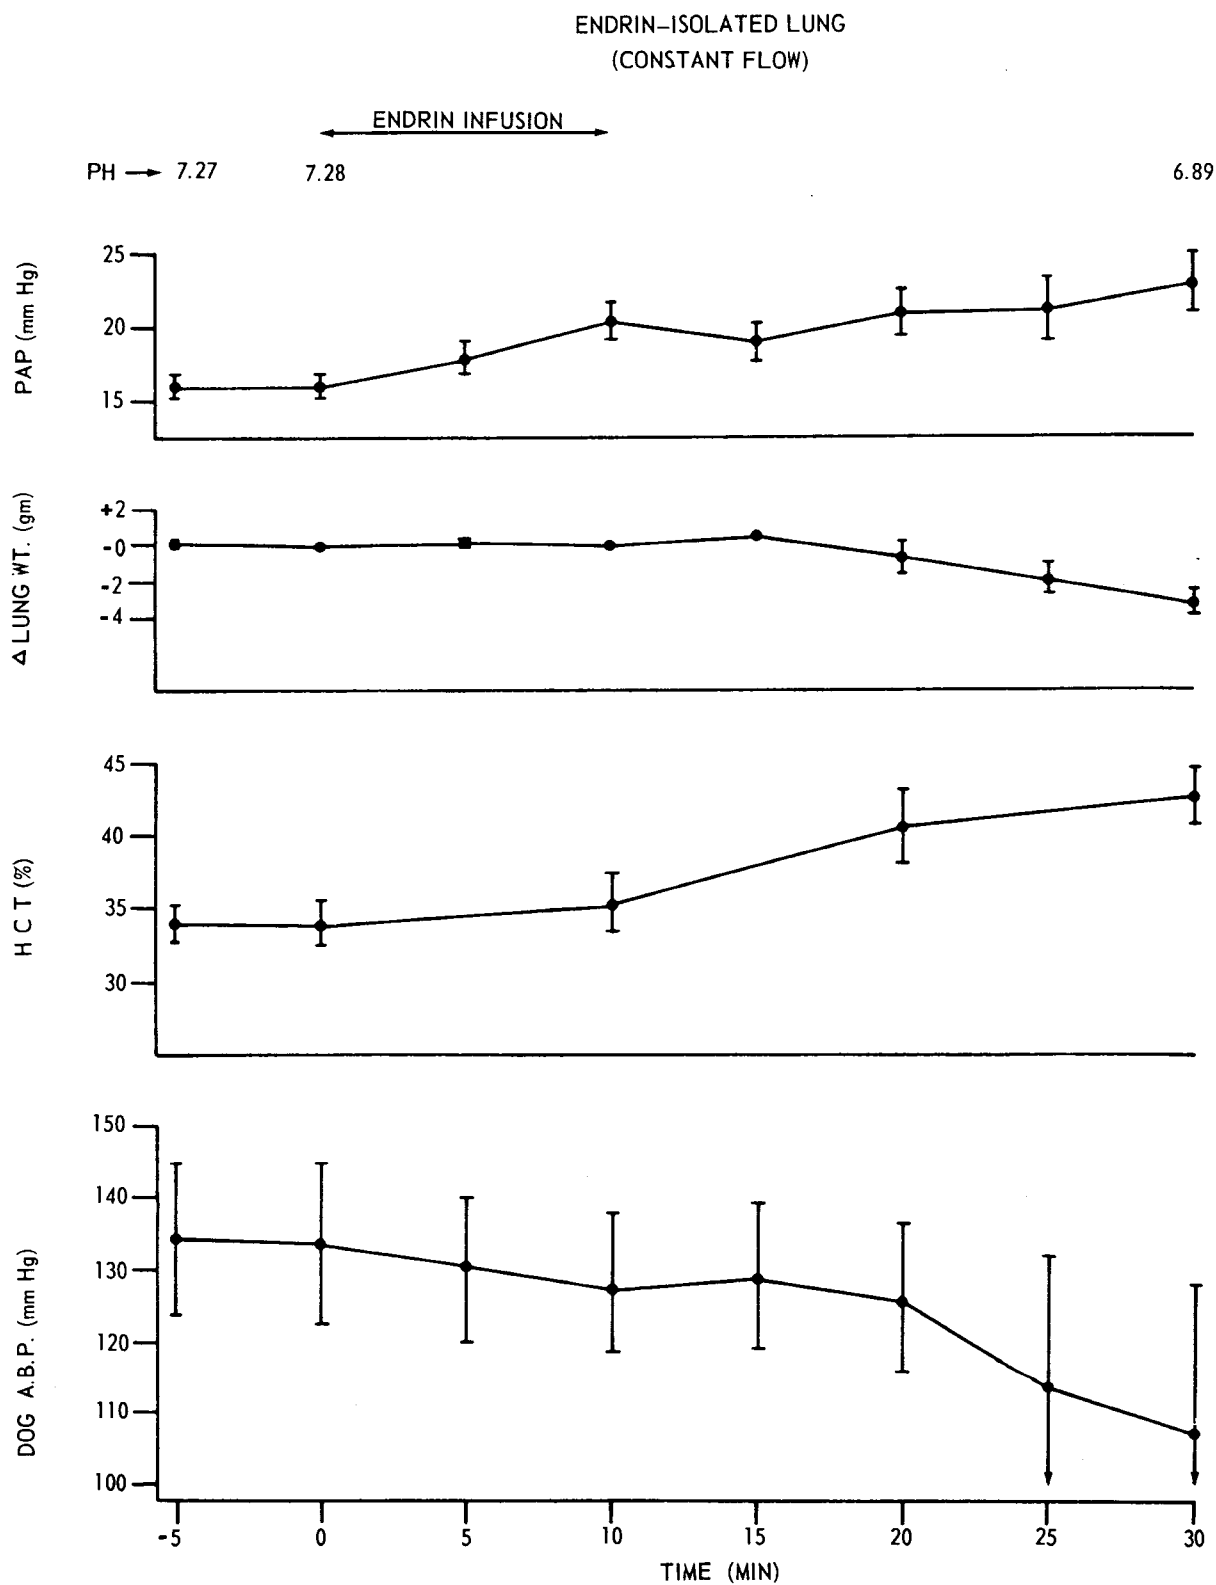 ENDRIN–ISOLATED LUNG
(CONSTANT FLOW)
ENDRIN INFUSION
PH → 7.27 7.28 6.89
PAP (mm Hg)
25
20
15
Δ LUNG WT. (gm)
+2
-0
-2
-4
H C T (%)
45
40
35
30
DOG A.B.P. (mm Hg)
150
140
130
120
110
100
-5 0 5 10 15 20 25 30
TIME (MIN)